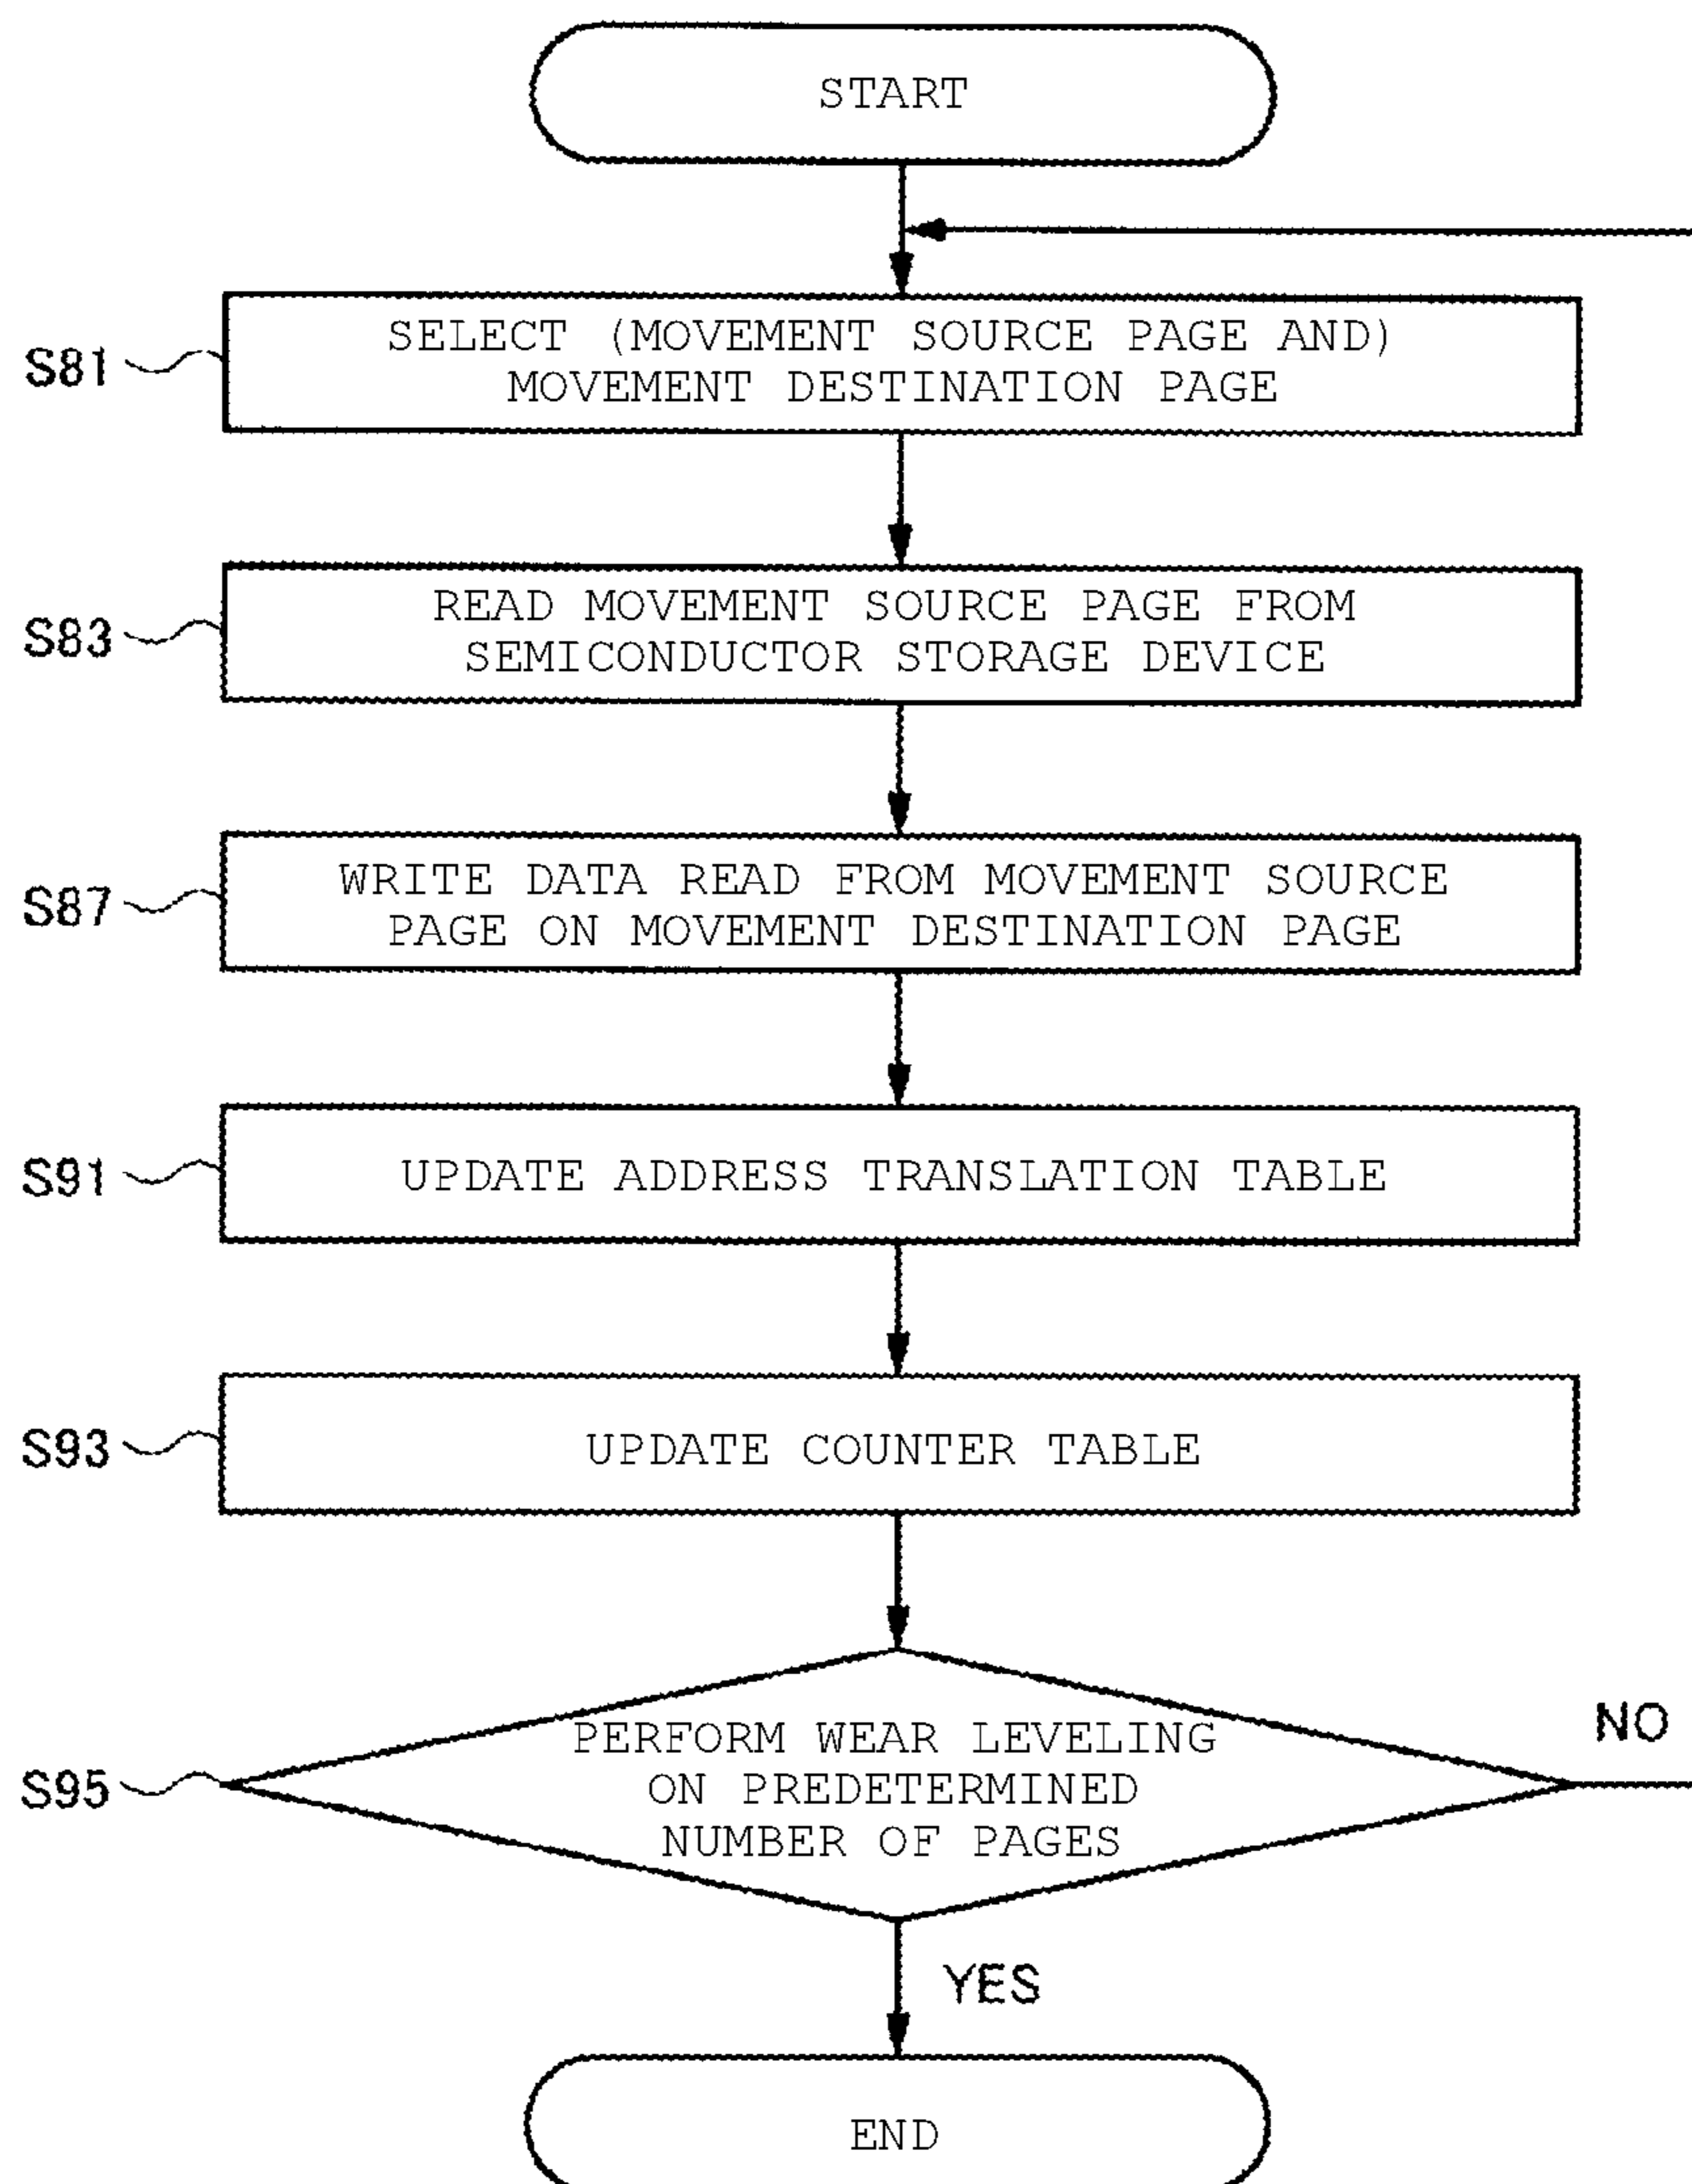 START
S81
SELECT (MOVEMENT SOURCE PAGE AND)
MOVEMENT DESTINATION PAGE
S83
READ MOVEMENT SOURCE PAGE FROM
SEMICONDUCTOR STORAGE DEVICE
S87
WRITE DATA READ FROM MOVEMENT SOURCE
PAGE ON MOVEMENT DESTINATION PAGE
S91
UPDATE ADDRESS TRANSLATION TABLE
S93
UPDATE COUNTER TABLE
S95
PERFORM WEAR LEVELING
ON PREDETERMINED
NUMBER OF PAGES
NO
YES
END